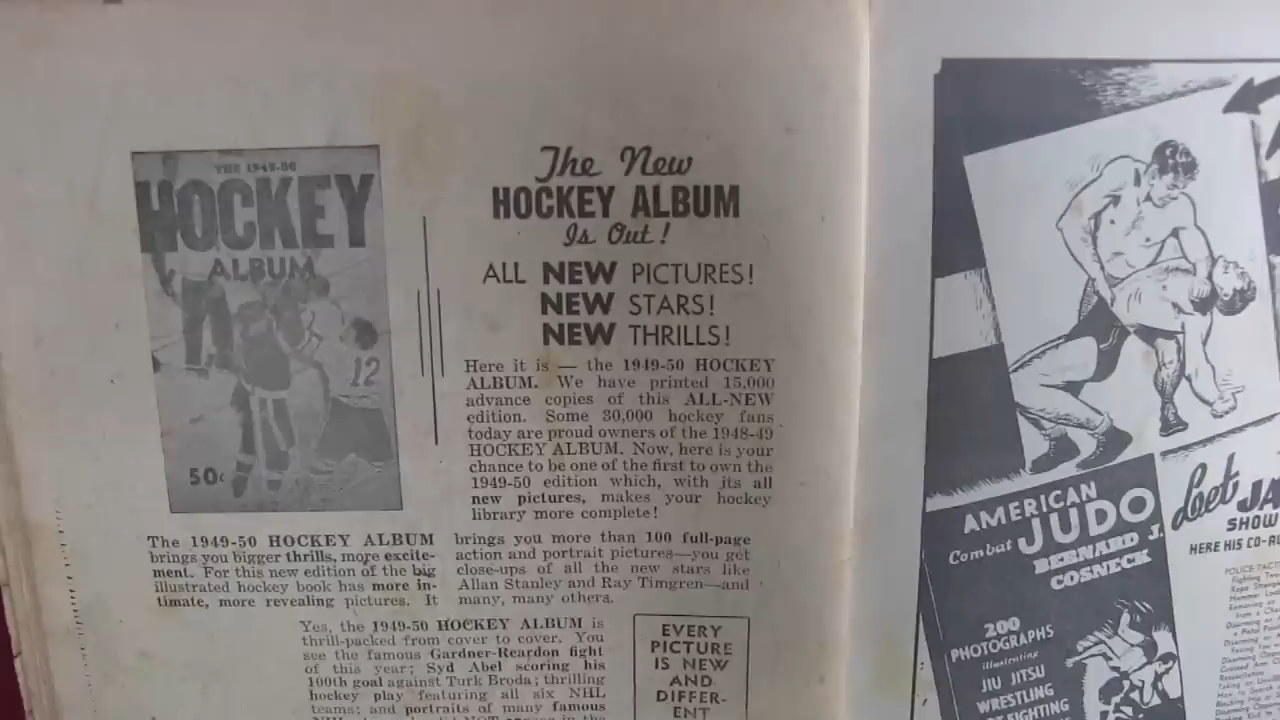 THE 1949-50
HOCKEY
ALBUM
12
50¢
The New
HOCKEY ALBUM
Is Out!
ALL NEW PICTURES!
NEW STARS!
NEW THRILLS!
Here it is — the 1949-50 HOCKEY
ALBUM. We have printed 15,000
advance copies of this ALL-NEW
edition. Some 30,000 hockey fans
today are proud owners of the 1948-49
HOCKEY ALBUM. Now, here is your
chance to be one of the first to own the
1949-50 edition which, with its all
new pictures, makes your hockey
library more complete!
The 1949-50 HOCKEY ALBUM
brings you bigger thrills, more excite-
ment. For this new edition of the big
illustrated hockey book has more in-
timate, more revealing pictures. It
brings you more than 100 full-page
action and portrait pictures—you get
close-ups of all the new stars like
Allan Stanley and Ray Timgren—and
many, many others.
Yes, the 1949-50 HOCKEY ALBUM is
thrill-packed from cover to cover. You
see the famous Gardner-Reardon fight
of this year; Syd Abel scoring his
100th goal against Turk Broda; thrilling
hockey play featuring all six NHL
teams; and portraits of many famous
EVERY
PICTURE
IS NEW
AND
DIFFER-
ENT
AMERICAN
Combat JUDO
BERNARD J.
COSNECK
200
PHOTOGRAPHS
illustrating
JIU JITSU
WRESTLING
Leet
SHOW
HERE HIS CO-AU